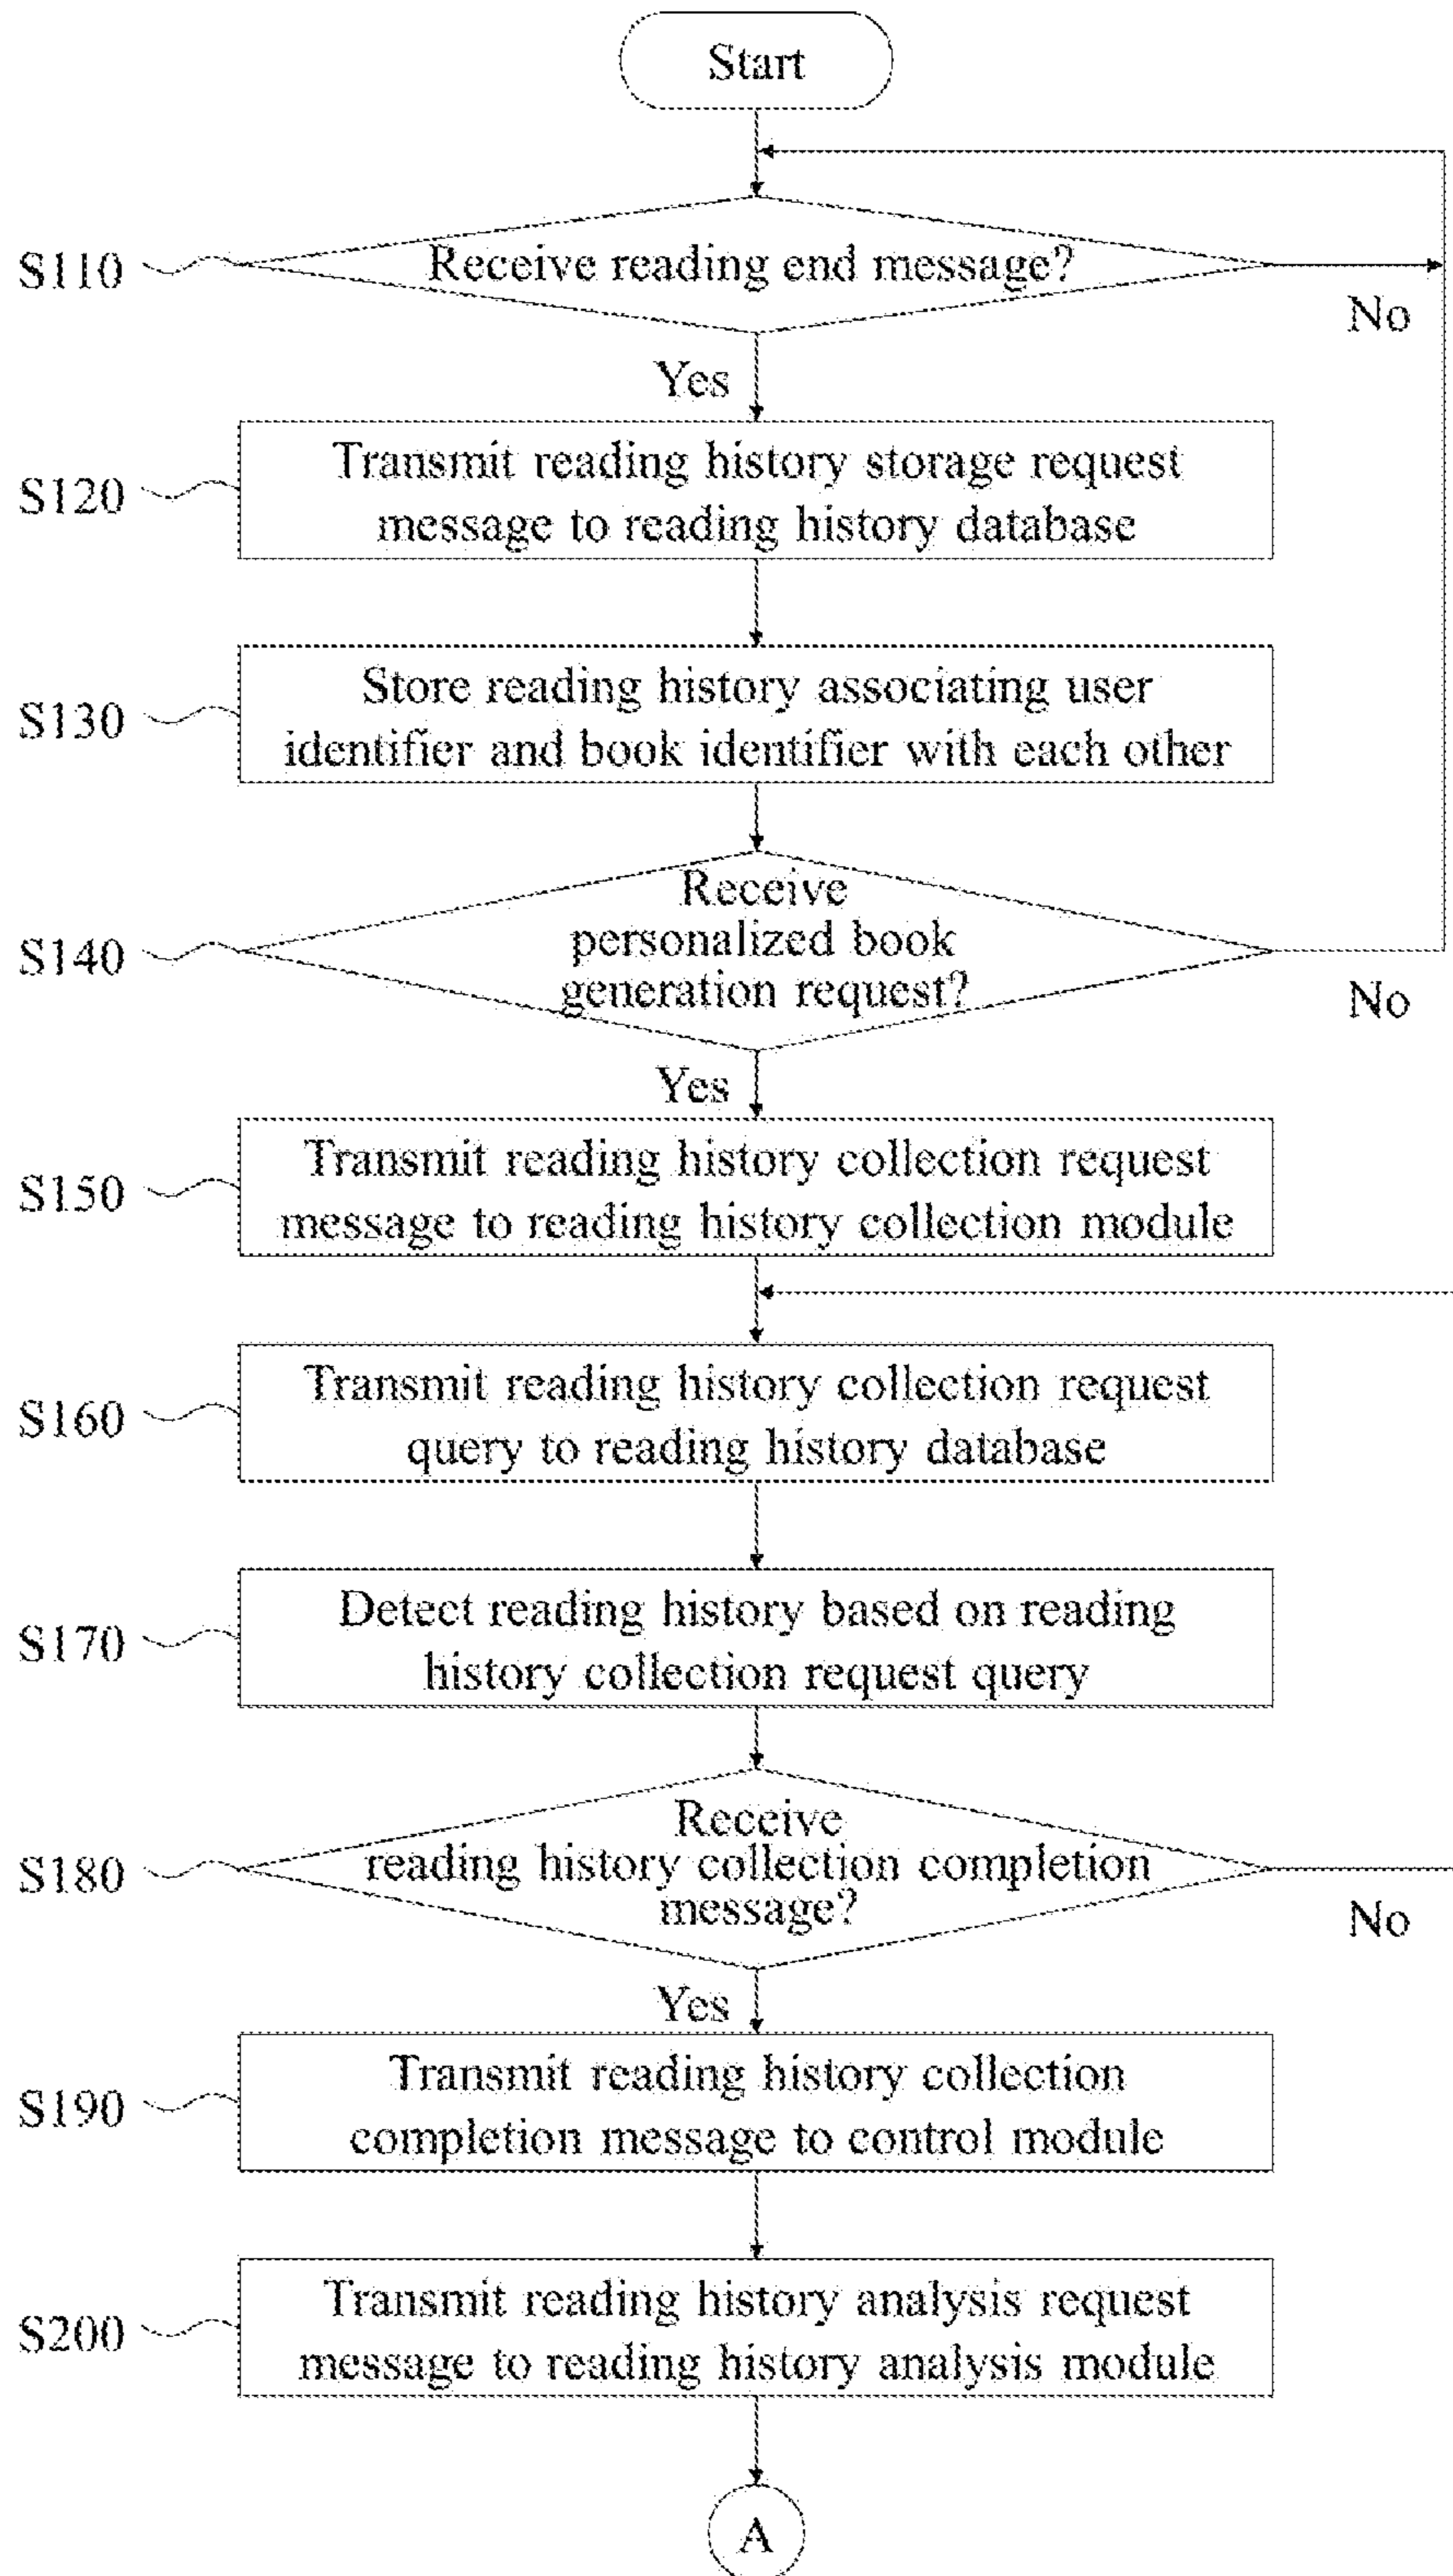 Start
S110
Receive reading end message?
No
Yes
S120
Transmit reading history storage request
message to reading history database
S130
Store reading history associating user
identifier and book identifier with each other
S140
Receive
personalized book
generation request?
No
Yes
S150
Transmit reading history collection request
message to reading history collection module
S160
Transmit reading history collection request
query to reading history database
S170
Detect reading history based on reading
history collection request query
S180
Receive
reading history collection completion
message?
No
Yes
S190
Transmit reading history collection
completion message to control module
S200
Transmit reading history analysis request
message to reading history analysis module
A